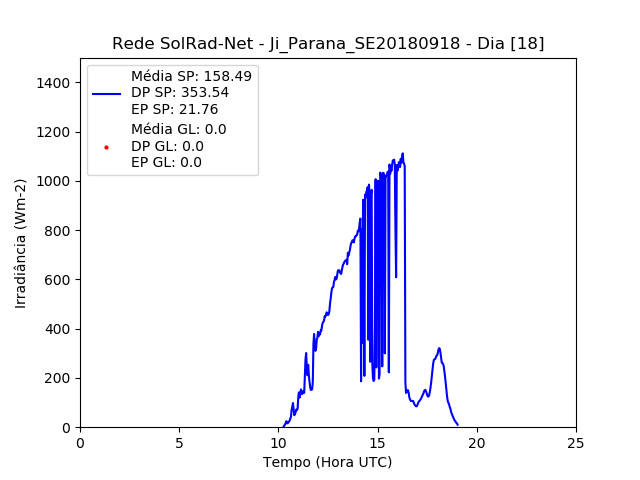 Rede SolRad-Net - Ji_Parana_SE20180918 - Dia [18]
Média SP: 158.49
DP SP: 353.54
EP SP: 21.76
Média GL: 0.0
DP GL: 0.0
EP GL: 0.0
1400
1200
1000
800
600
400
200
0
Irradiância (Wm-2)
0 5 10 15 20 25
Tempo (Hora UTC)